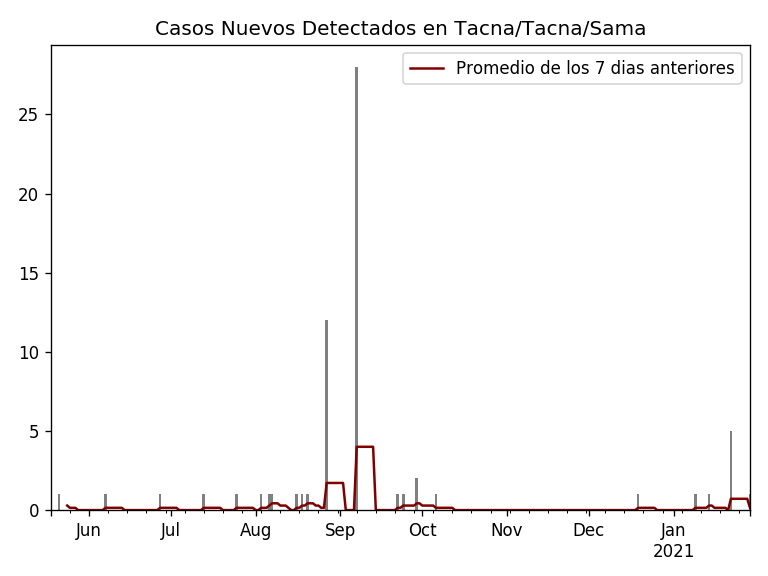 Casos Nuevos Detectados en Tacna/Tacna/Sama
Promedio de los 7 dias anteriores
25
20
15
10
5
0
Jun Jul Aug Sep Oct Nov Dec Jan
2021